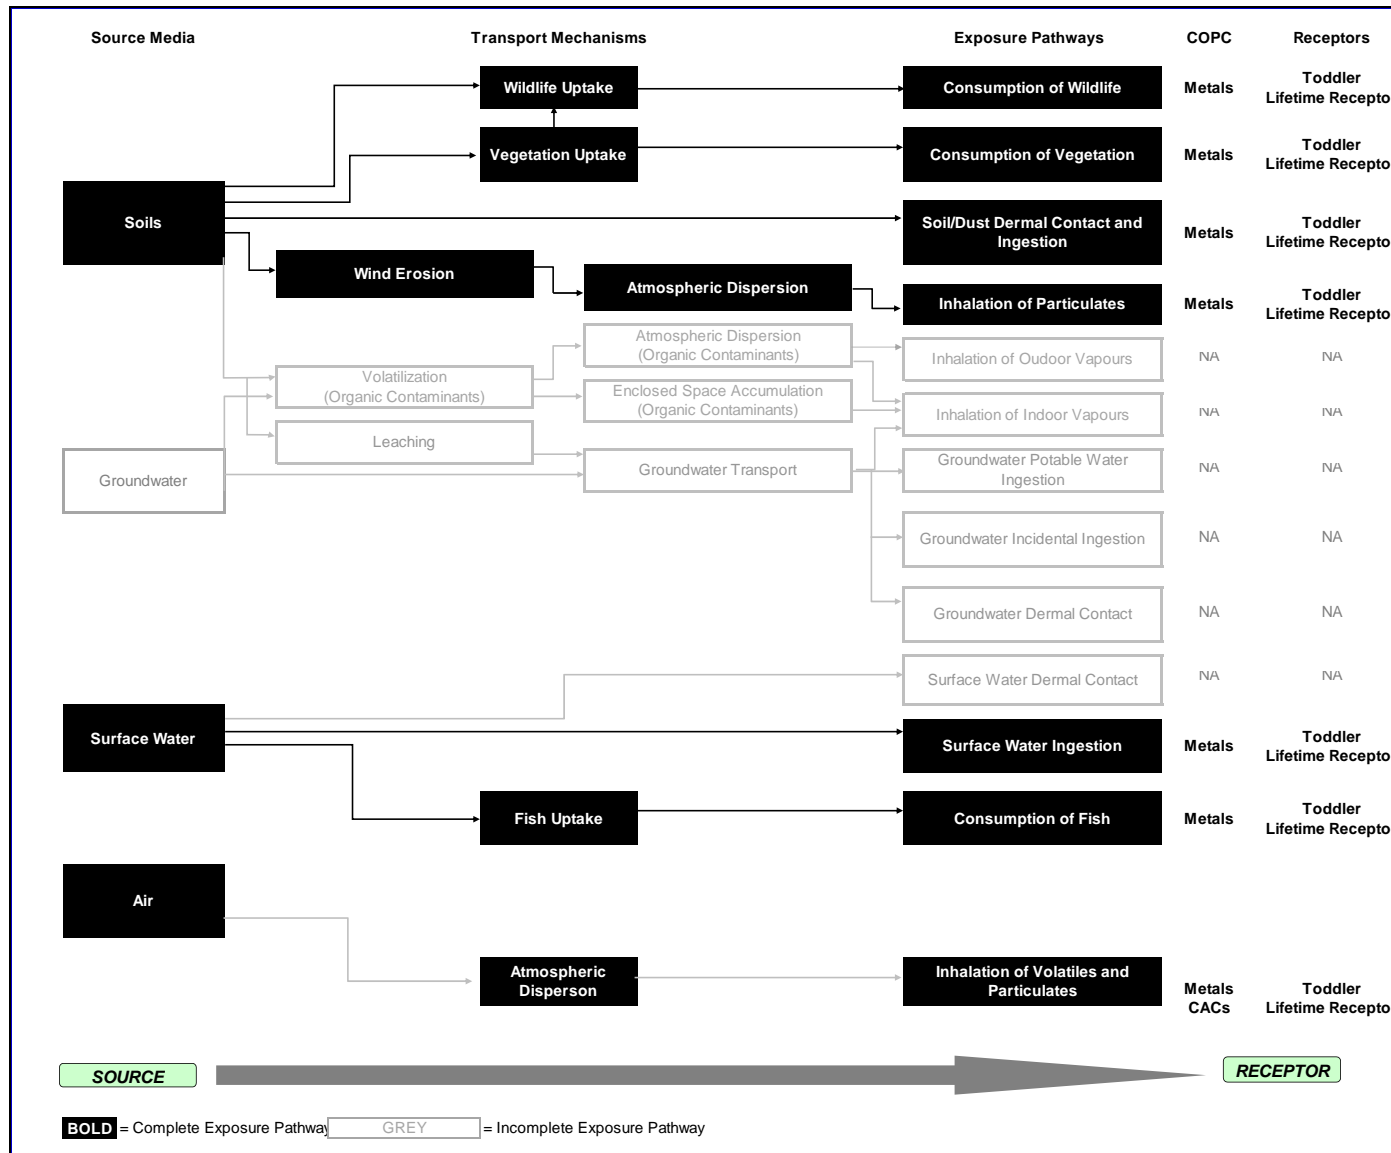 Source Media
Transport Mechanisms
Exposure Pathways
COPC
Receptors
Wildlife Uptake
Consumption of Wildlife
Metals
Toddler
Lifetime Recepto
Vegetation Uptake
Consumption of Vegetation
Metals
Toddler
Lifetime Recepto
Soils
Soil/Dust Dermal Contact and
Ingestion
Metals
Toddler
Lifetime Recepto
Wind Erosion
Atmospheric Dispersion
Inhalation of Particulates
Metals
Toddler
Lifetime Recepto
Atmospheric Dispersion
(Organic Contaminants)
Inhalation of Oudoor Vapours
NA
NA
Volatilization
(Organic Contaminants)
Enclosed Space Accumulation
(Organic Contaminants)
Inhalation of Indoor Vapours
NA
NA
Leaching
Groundwater
Groundwater Transport
Groundwater Potable Water
Ingestion
NA
NA
Groundwater Incidental Ingestion
NA
NA
Groundwater Dermal Contact
NA
NA
Surface Water Dermal Contact
NA
NA
Surface Water
Surface Water Ingestion
Metals
Toddler
Lifetime Recepto
Fish Uptake
Consumption of Fish
Metals
Toddler
Lifetime Recepto
Air
Atmospheric
Disperson
Inhalation of Volatiles and
Particulates
Metals
CACs
Toddler
Lifetime Recepto
SOURCE
RECEPTOR
BOLD = Complete Exposure Pathway
GREY = Incomplete Exposure Pathway